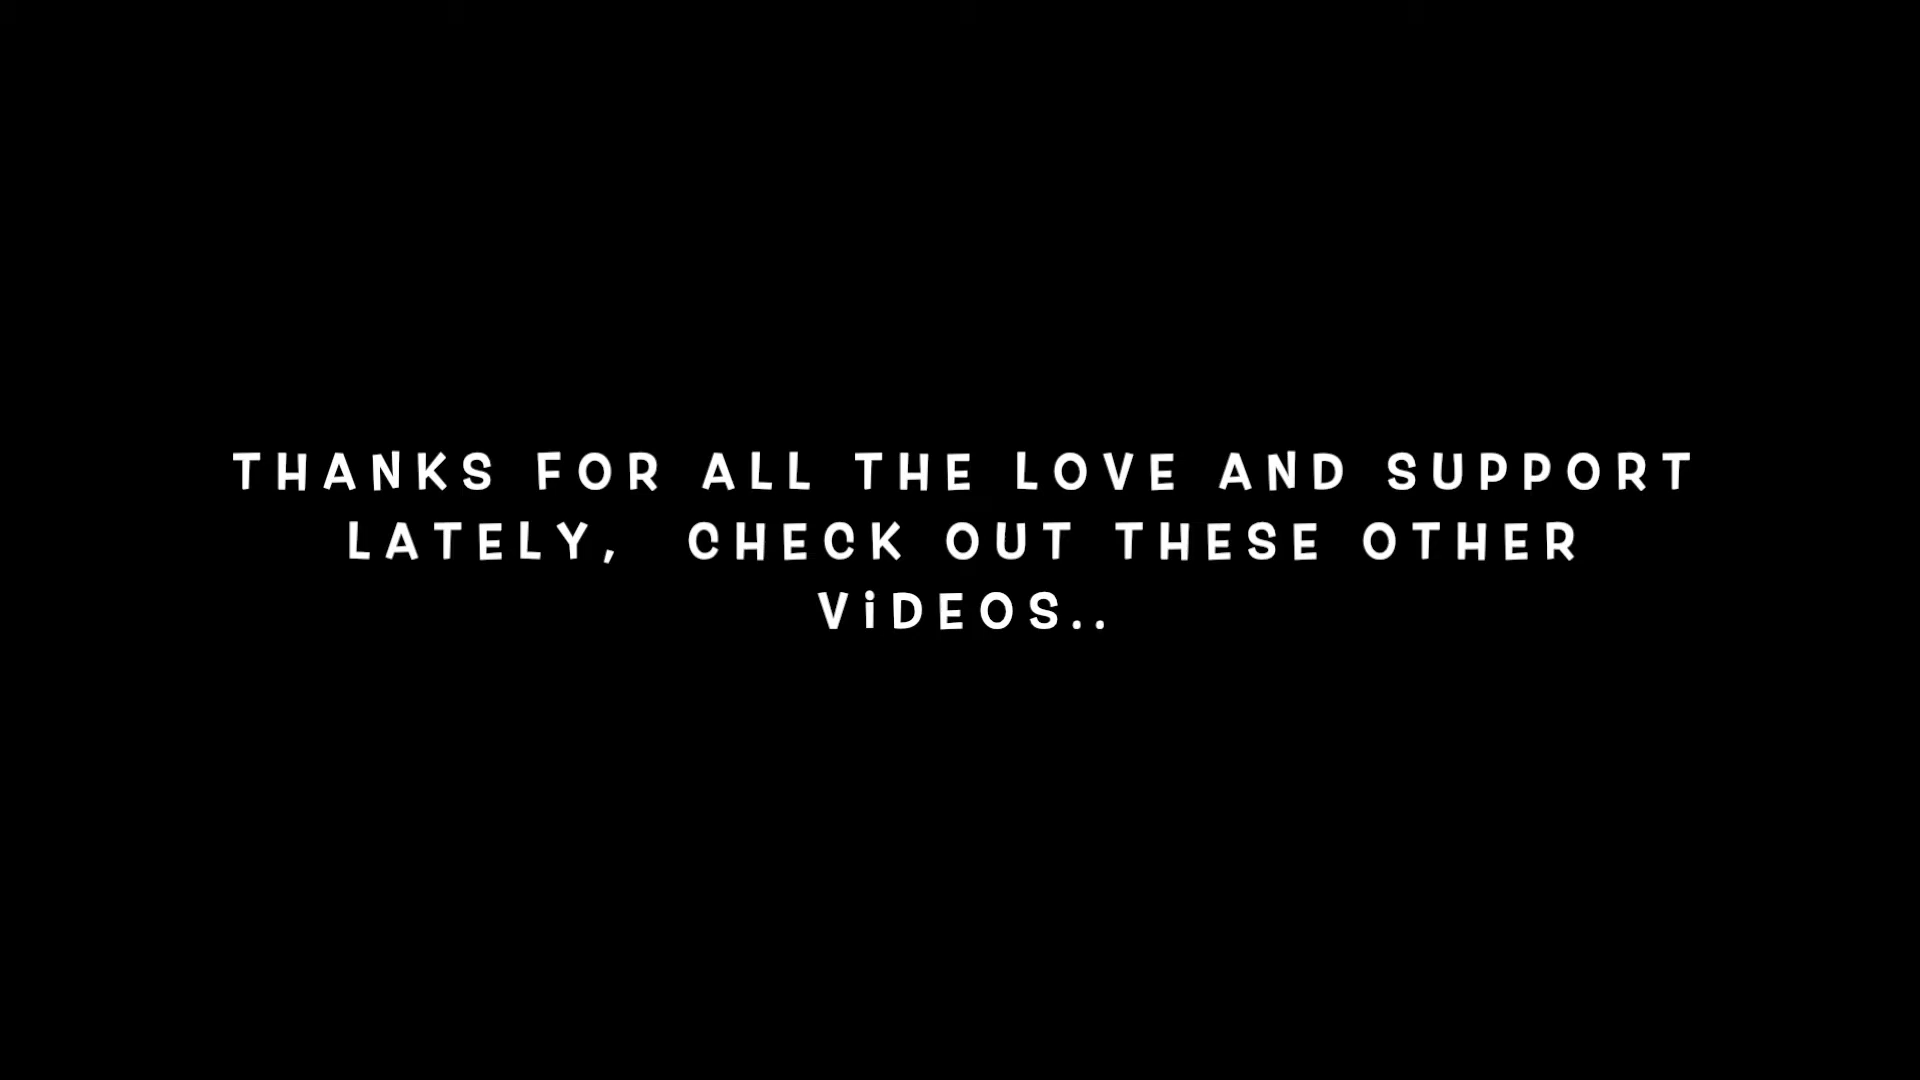 THANKS FOR ALL THE LOVE AND SUPPORT
LATELY, CHECK OUT THESE OTHER
ViDEOS..